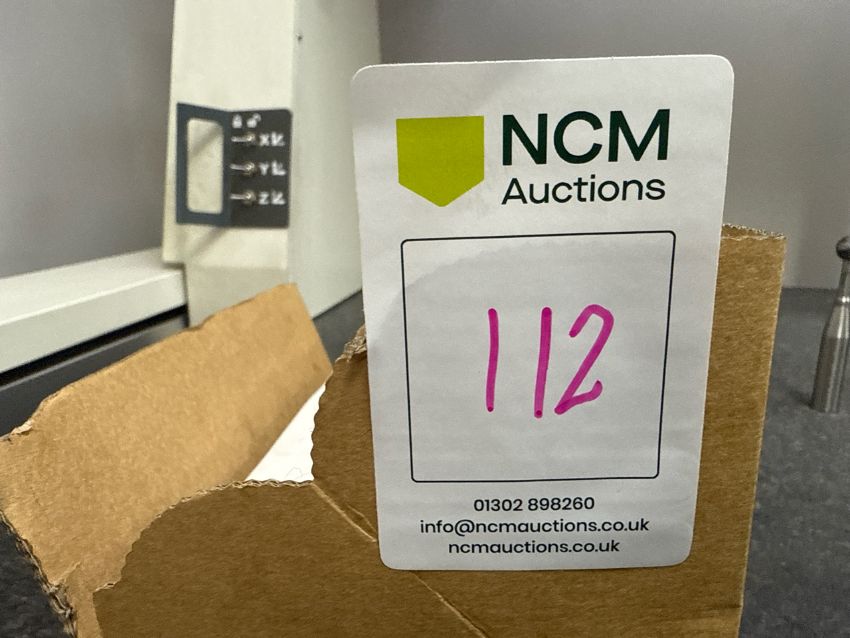 NCM
Auctions
112
01302 898260
info@ncmauctions.co.uk
ncmauctions.co.uk
X
Y
Z